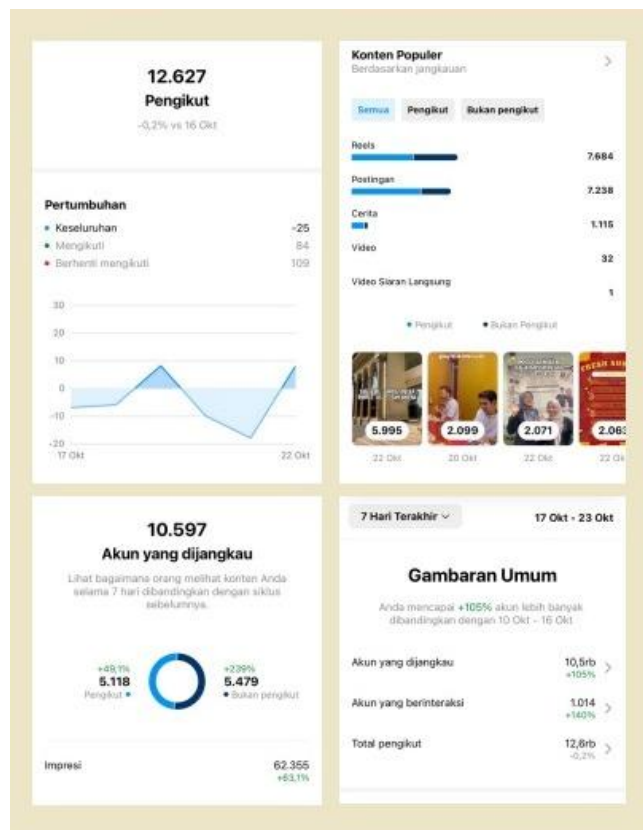 12.627
Pengikut
-0,2% vs 16 Okt
Pertumbuhan
Keseluruhan -25
Mengikuti 84
Berhenti mengikuti 109
30
20
10
0
-10
-20
17 Okt 22 Okt
Konten Populer
Berdasarkan jangkauan
Semua Pengikut Bukan pengikut
Reels
7.684
Postingan
7.238
Cerita
1.115
Video
32
Video Siaran Langsung
1
Pengikut Bukan Pengikut
5.995 2.099 2.071 2.063
22 Okt 20 Okt 22 Okt 22 Ok
10.597
Akun yang dijangkau
Lihat bagaimana orang melihat konten Anda
selama 7 hari dibandingkan dengan siklus
sebelumnya.
+49,1% +239%
5.118 5.479
Pengikut Bukan pengikut
Impresi 62.355
+63,1%
7 Hari Terakhir 17 Okt - 23 Okt
Gambaran Umum
Anda mencapai +105% akun lebih banyak
dibandingkan dengan 10 Okt - 16 Okt
Akun yang dijangkau 10,5rb
+105%
Akun yang berinteraksi 1.014
+140%
Total pengikut 12,6rb
-0,2%